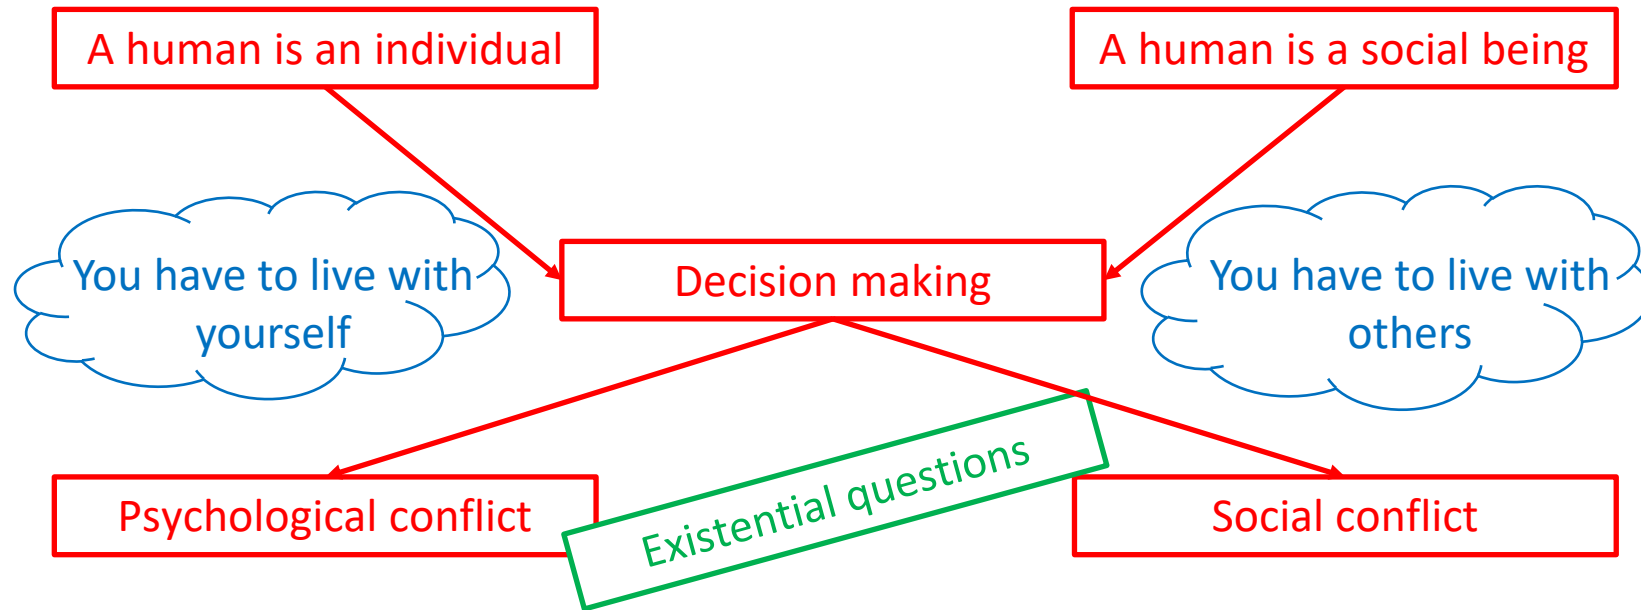 A human is an individual
A human is a social being
You have to live with
yourself
Decision making
You have to live with
others
Psychological conflict
Existential questions
Social conflict